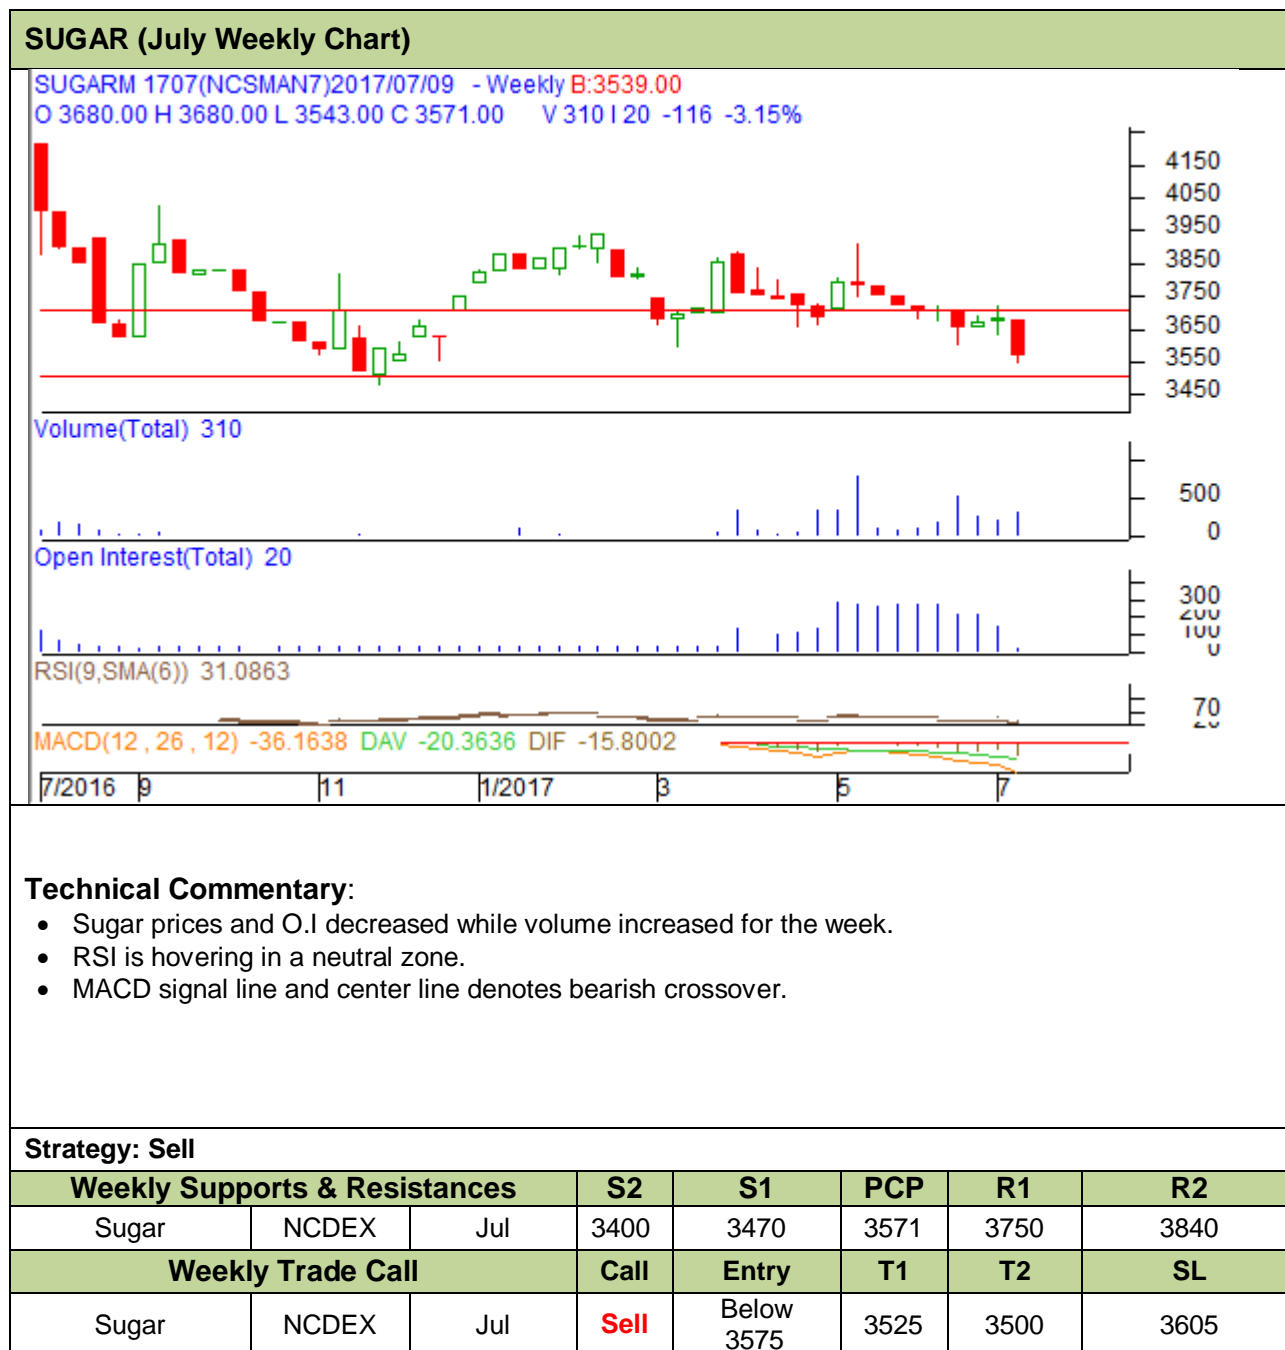 SUGAR (July Weekly Chart)
SUGARM 1707(NCSMAN7)2017/07/09 - Weekly B:3539.00
O 3680.00 H 3680.00 L 3543.00 C 3571.00 V 310 I 20 -116 -3.15%
4150
4050
3950
3850
3750
3650
3550
3450
Volume(Total) 310
500
0
Open Interest(Total) 20
300
200
100
0
RSI(9,SMA(6)) 31.0863
70
MACD(12 , 26 , 12) -36.1638 DAV -20.3636 DIF -15.8002
7/2016 9 11 1/2017 3 5 7
Technical Commentary:
• Sugar prices and O.I decreased while volume increased for the week.
• RSI is hovering in a neutral zone.
• MACD signal line and center line denotes bearish crossover.
Strategy: Sell
Weekly Supports & Resistances S2 S1 PCP R1 R2
Sugar NCDEX Jul 3400 3470 3571 3750 3840
Weekly Trade Call Call Entry T1 T2 SL
Sugar NCDEX Jul Sell Below 3575 3525 3500 3605